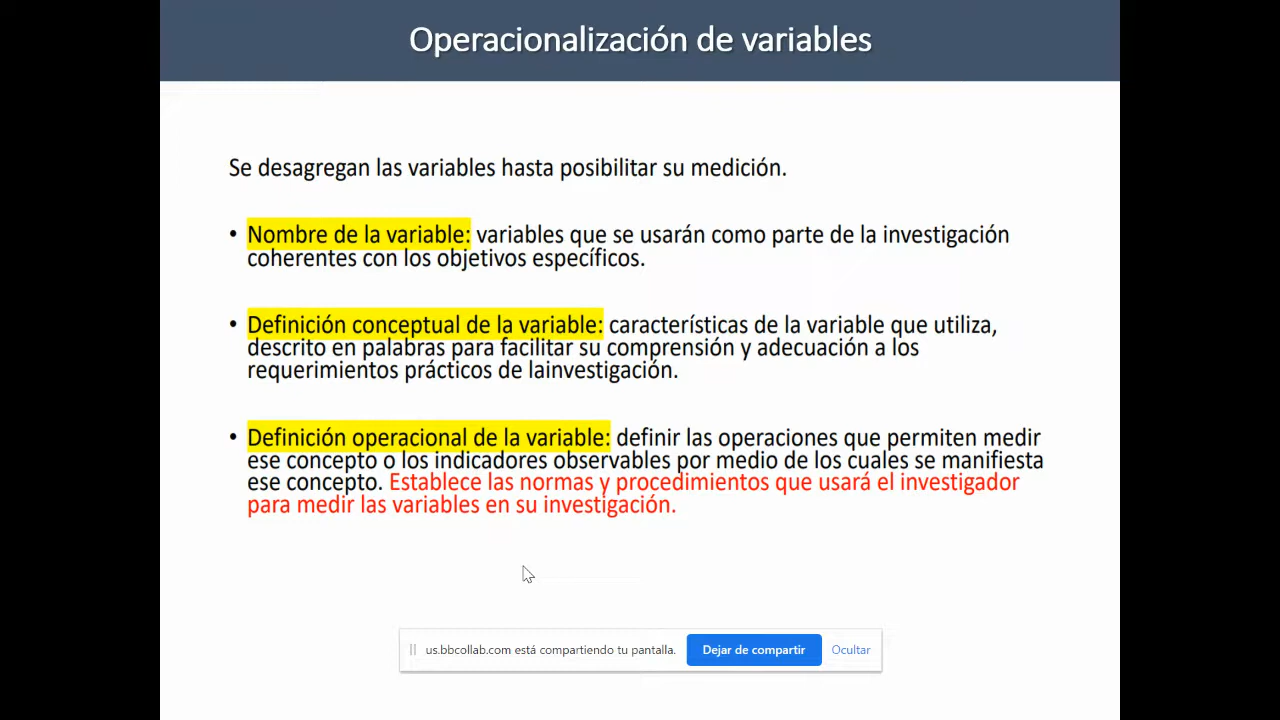 Operacionalización de variables
Se desagregan las variables hasta posibilitar su medición.
• Nombre de la variable: variables que se usarán como parte de la investigación
coherentes con los objetivos específicos.
• Definición conceptual de la variable: características de la variable que utiliza,
descrito en palabras para facilitar su comprensión y adecuación a los
requerimientos prácticos de lainvestigación.
• Definición operacional de la variable: definir las operaciones que permiten medir
ese concepto o los indicadores observables por medio de los cuales se manifiesta
ese concepto. Establece las normas y procedimientos que usará el investigador
para medir las variables en su investigación.
us.bbcollab.com está compartiendo tu pantalla. Dejar de compartir Ocultar